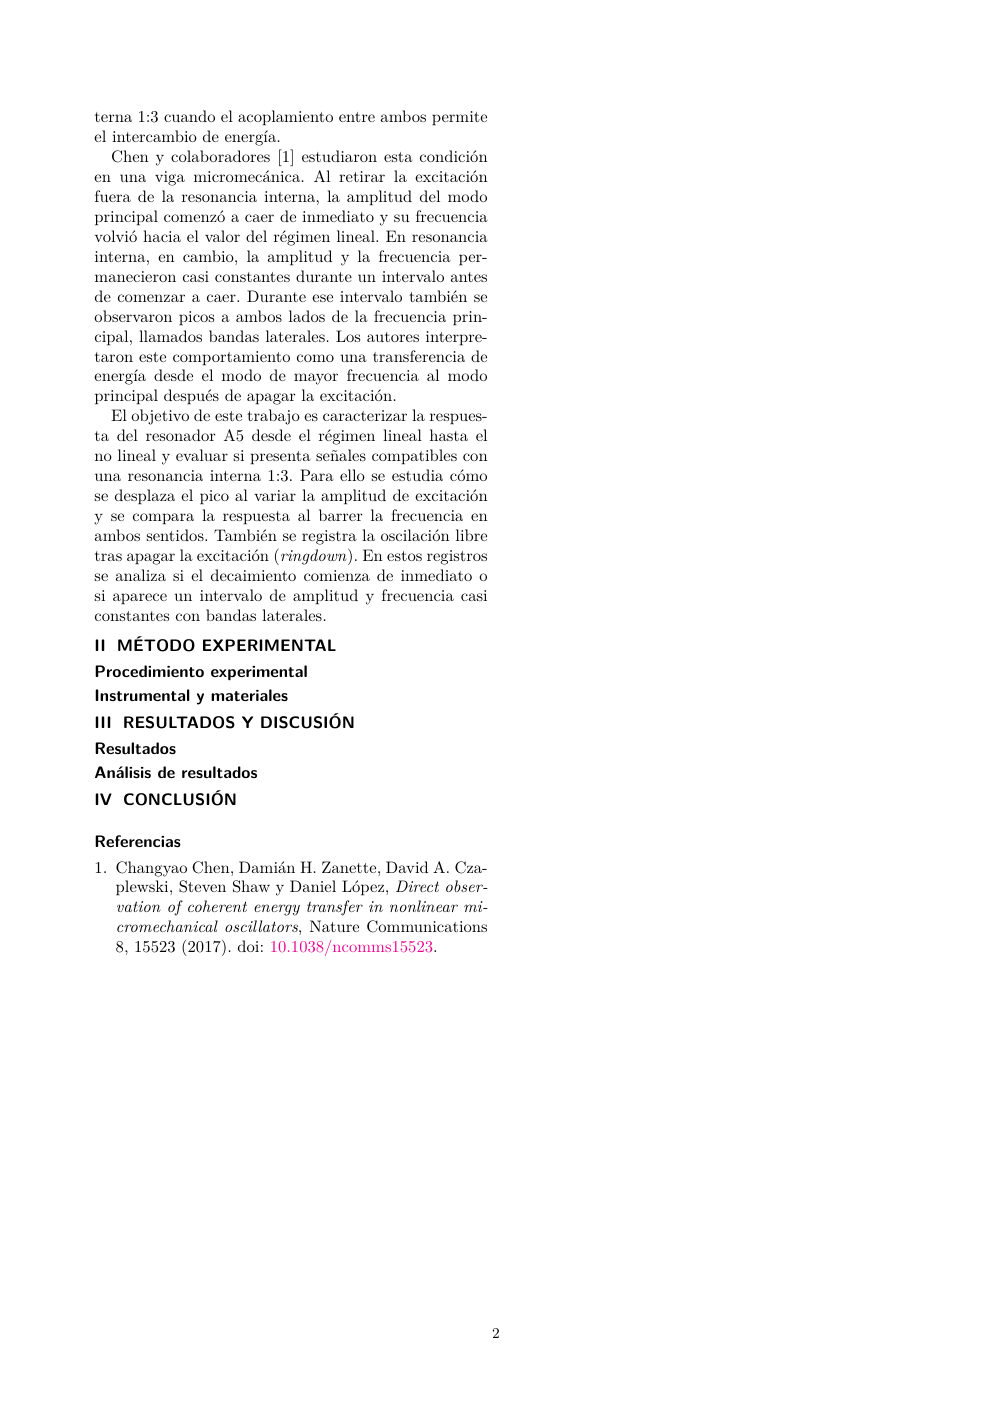 terna 1:3 cuando el acoplamiento entre ambos permite
el intercambio de energía.
Chen y colaboradores [1] estudiaron esta condición
en una viga micromecánica. Al retirar la excitación
fuera de la resonancia interna, la amplitud del modo
principal comenzó a caer de inmediato y su frecuencia
volvió hacia el valor del régimen lineal. En resonancia
interna, en cambio, la amplitud y la frecuencia per-
manecieron casi constantes durante un intervalo antes
de comenzar a caer. Durante ese intervalo también se
observaron picos a ambos lados de la frecuencia prin-
cipal, llamados bandas laterales. Los autores interpre-
taron este comportamiento como una transferencia de
energía desde el modo de mayor frecuencia al modo
principal después de apagar la excitación.
El objetivo de este trabajo es caracterizar la respues-
ta del resonador A5 desde el régimen lineal hasta el
no lineal y evaluar si presenta señales compatibles con
una resonancia interna 1:3. Para ello se estudia cómo
se desplaza el pico al variar la amplitud de excitación
y se compara la respuesta al barrer la frecuencia en
ambos sentidos. También se registra la oscilación libre
tras apagar la excitación (ringdown). En estos registros
se analiza si el decaimiento comienza de inmediato o
si aparece un intervalo de amplitud y frecuencia casi
constantes con bandas laterales.
II MÉTODO EXPERIMENTAL
Procedimiento experimental
Instrumental y materiales
III RESULTADOS Y DISCUSIÓN
Resultados
Análisis de resultados
IV CONCLUSIÓN
Referencias
1. Changyao Chen, Damián H. Zanette, David A. Cza-
plewski, Steven Shaw y Daniel López, Direct obser-
vation of coherent energy transfer in nonlinear mi-
cromechanical oscillators, Nature Communications
8, 15523 (2017). doi: 10.1038/ncomms15523.
2